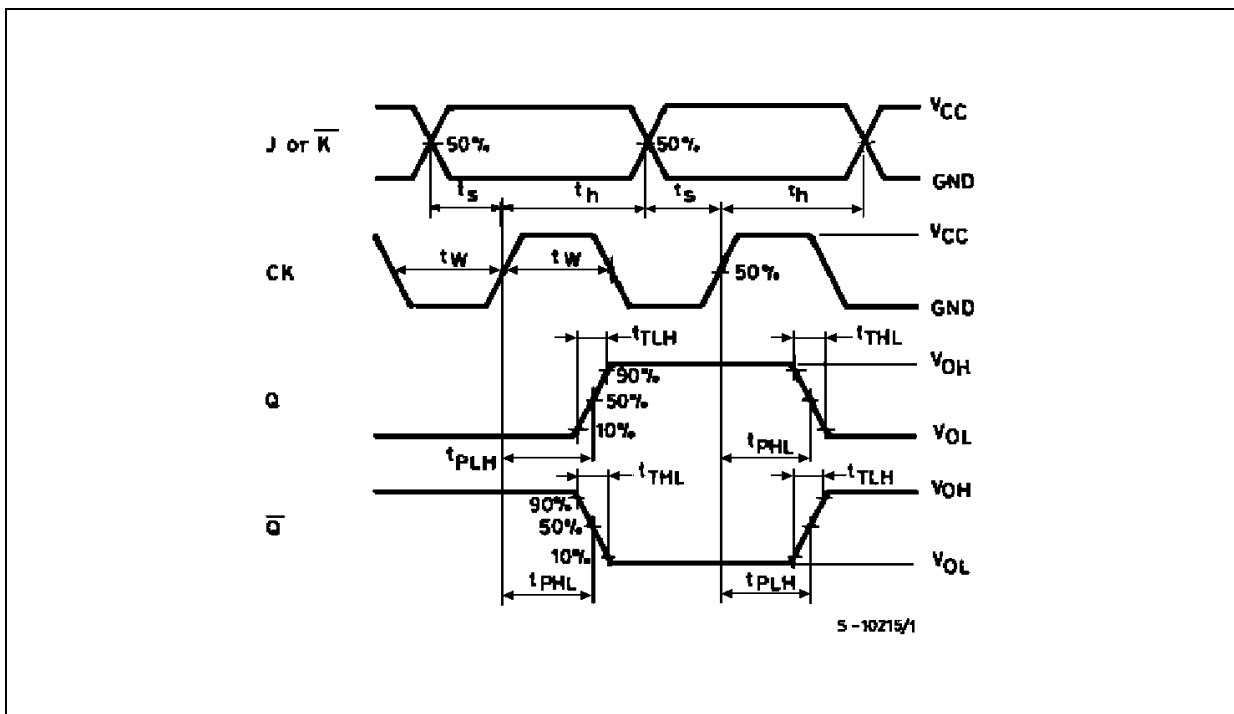 VCC
J or K̅
50%
50%
GND
ts
th
ts
th
VCC
CK
tW
tW
50%
GND
tTLH
tTHL
VOH
90%
Q
50%
10%
VOL
tPLH
tPHL
tTHL
tTLH
VOH
90%
Q̅
50%
10%
VOL
tPHL
tPLH
S-10215/1